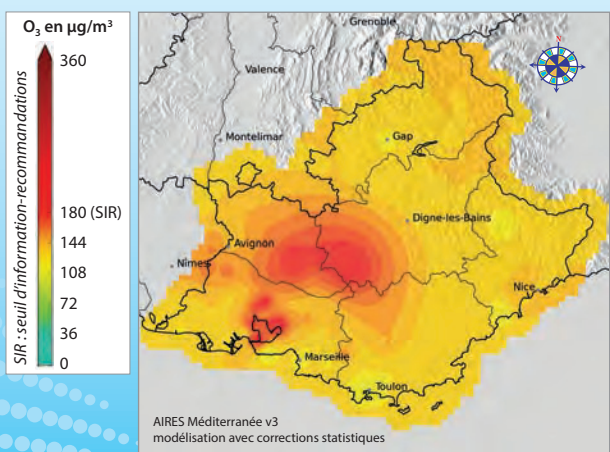 O₃ en μg/m³
360
180 (SIR)
144
108
72
36
0
SIR : seuil d'information-recommandations
N
Grenoble
Valence
Montelimar
Gap
Digne-les-Bains
Avignon
Nîmes
Nice
Marseille
Toulon
AIRES Méditerranée v3
modélisation avec corrections statistiques